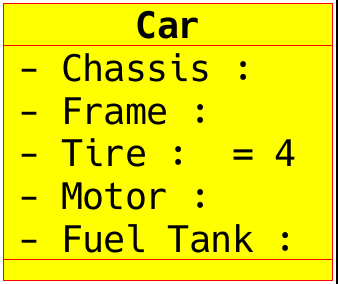 Car
- Chassis :
- Frame :
- Tire :  = 4
- Motor :
- Fuel Tank :